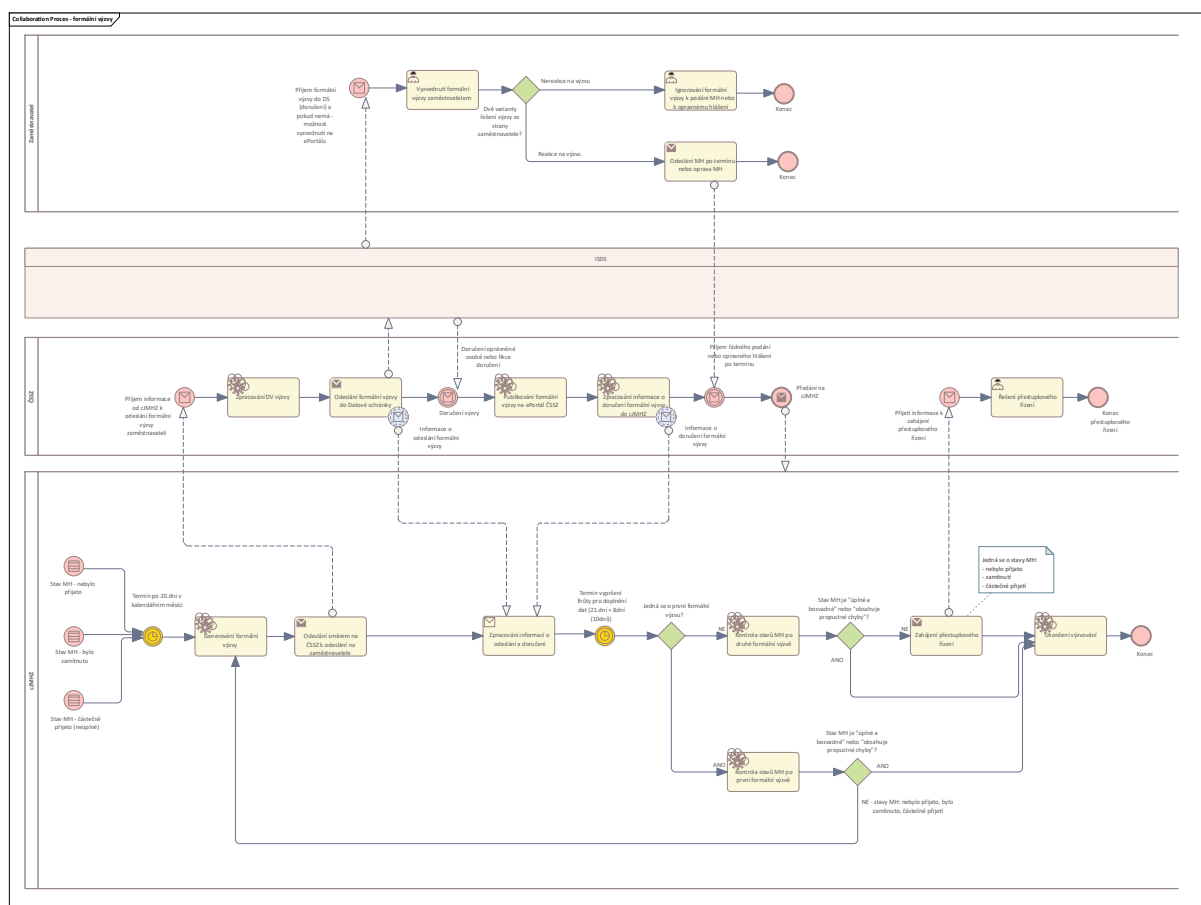 Collaboration Proces - formální výzvy
Zaměstnavatel
Příjem formální
výzvy do DS
(doručení) a
pokud nemá -
možnost
vyzvednutí na
ePortálu
Vyzvednutí formální
výzvy zaměstnavatelem
Dvě varianty
řešení výzvy ze
strany
zaměstnavatele?
Nereakce na výzvu
Ignorování formální
výzvy k podání MH nebo
k opravnému hlášení
Konec
Reakce na výzvu
Odeslání MH po termínu
nebo oprava MH
Konec
ISDS
ČSSZ
Příjem informace
od cJMHZ k
odeslání formální
výzvy
zaměstnavateli
Zpracování DV výzvy
Odeslání formální výzvy
do Datové schránky
Informace o
odeslání formální
výzvy
Doručení oprávněné
osobě nebo fikce
doručení
Doručení výzvy
Publikování formální
výzvy na ePortál ČSSZ
Zpracování informace o
doručení formální výzvy
do cJMHZ
Informace o
doručení formální
výzvy
Příjem řádného podání
nebo opravného hlášení
po termínu
Předání na
cJMHZ
Přijetí informace k
zahájení
přestupkového
řízení
Řešení přestupkového
řízení
Konec
přestupkového
řízení
cJMHZ
Stav MH - nebylo
přijato
Stav MH - bylo
zamítnuto
Stav MH - částečně
přijato (neúplné)
Termín po 20.dni v
kalendářním měsíci
Generování formální
výzvy
Odeslání směrem na
ČSSZ k odeslání na
zaměstnavatele
Zpracování informací o
odeslání a doručení
Termín vypršení
lhůty pro doplnění
dat (21.dní + 8dní
(10dní))
Jedná se o první formální
výzvu?
NE
Kontrola stavů MH po
druhé formální výzvě
Stav MH je "úplné a
bezvadné" nebo "obsahuje
propustné chyby"?
NE
ANO
Zahájení přestupkového
řízení
Jedná se o stavy MH:
- nebylo přijato
- zamítnutí
- částečné přijetí
Ukončení vyzývání
Konec
ANO
Kontrola stavů MH po
první formální výzvě
Stav MH je "úplné a
bezvadné" nebo "obsahuje
propustné chyby"?
ANO
NE - stavy MH: nebylo přijato, bylo
zamítnuto, částečné přijetí